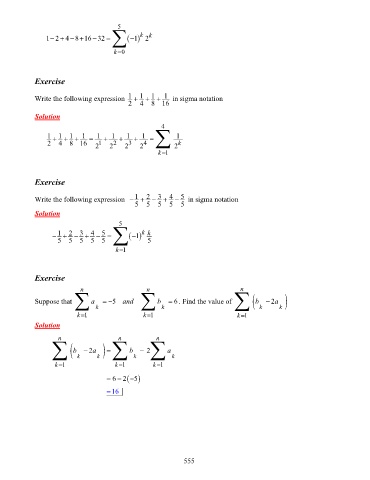 1 − 2 + 4 − 8 + 16 − 32 = \sum_{k=0}^{5} (−1)^k 2^k
Exercise
Write the following expression \frac{1}{2} + \frac{1}{4} + \frac{1}{8} + \frac{1}{16} in sigma notation
Solution
\frac{1}{2} + \frac{1}{4} + \frac{1}{8} + \frac{1}{16} = \frac{1}{2^1} + \frac{1}{2^2} + \frac{1}{2^3} + \frac{1}{2^4} = \sum_{k=1}^{4} \frac{1}{2^k}
Exercise
Write the following expression −\frac{1}{5} + \frac{2}{5} − \frac{3}{5} + \frac{4}{5} − \frac{5}{5} in sigma notation
Solution
−\frac{1}{5} + \frac{2}{5} − \frac{3}{5} + \frac{4}{5} − \frac{5}{5} = \sum_{k=1}^{5} (−1)^k \frac{k}{5}
Exercise
Suppose that \sum_{k=1}^{n} a_k = −5 and \sum_{k=1}^{n} b_k = 6. Find the value of \sum_{k=1}^{n} (b_k − 2a_k)
Solution
\sum_{k=1}^{n} (b_k − 2a_k) = \sum_{k=1}^{n} b_k − 2 \sum_{k=1}^{n} a_k
= 6 − 2(−5)
= 16 |
555